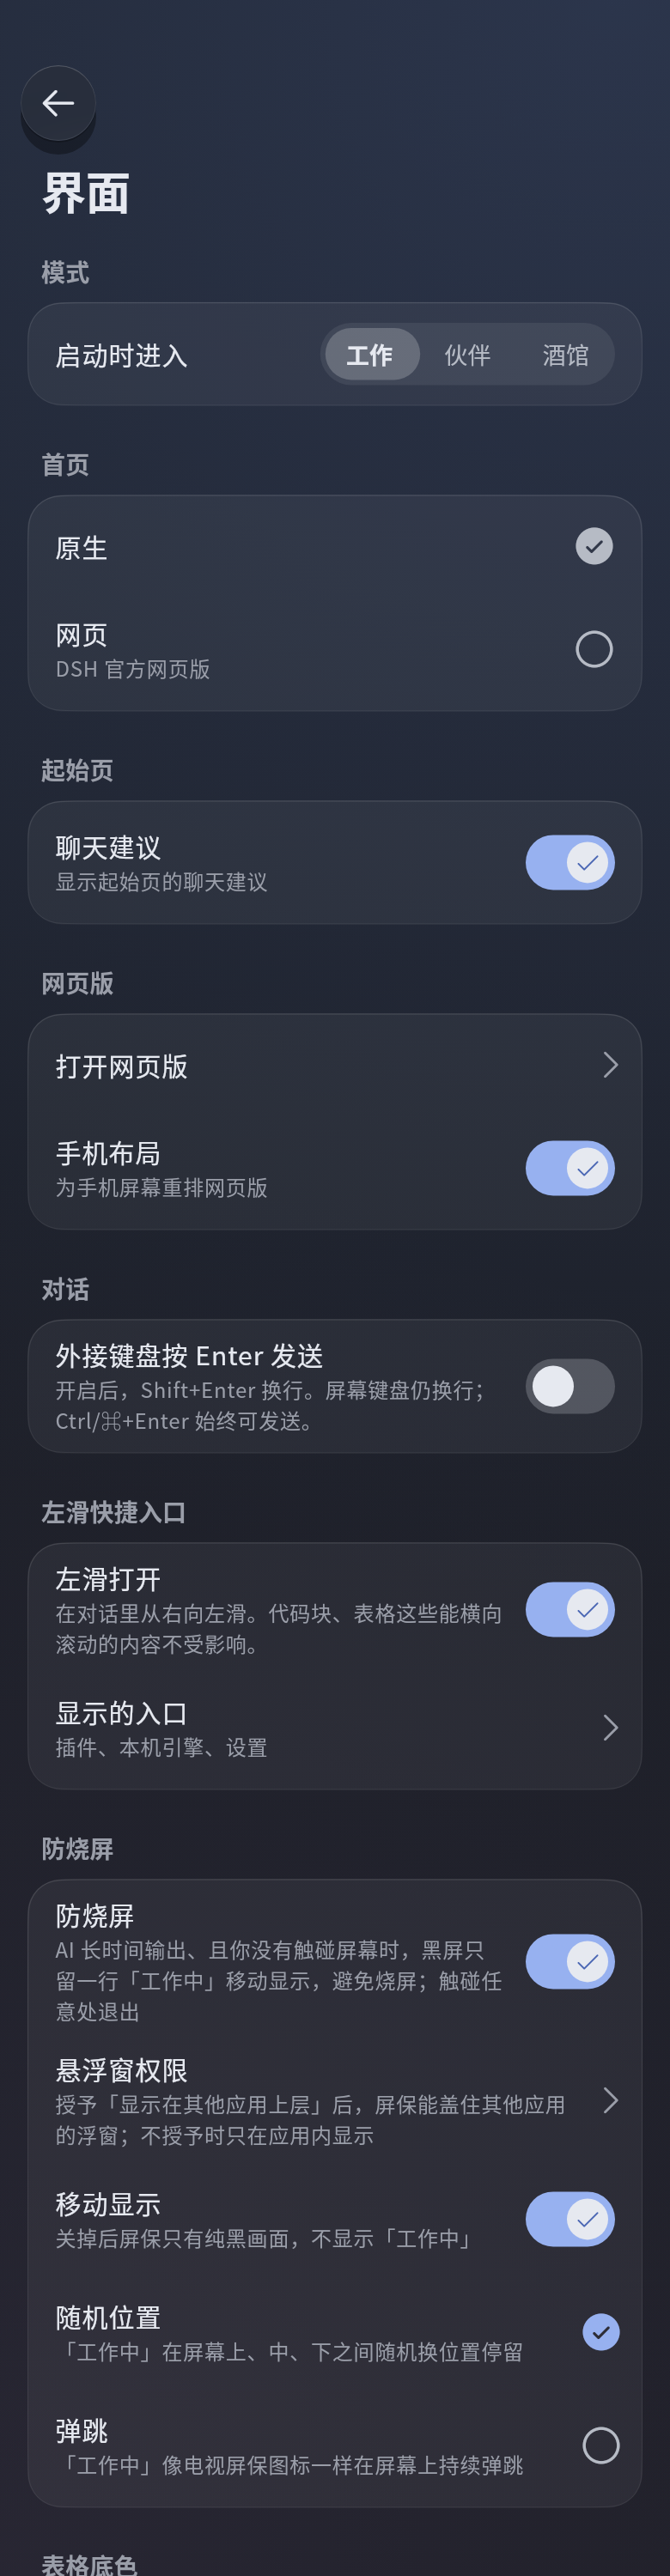 界面
模式
启动时进入
工作 伙伴 酒馆
首页
原生
网页
DSH 官方网页版
起始页
聊天建议
显示起始页的聊天建议
网页版
打开网页版
手机布局
为手机屏幕重排网页版
对话
外接键盘按 Enter 发送
开启后，Shift+Enter 换行。屏幕键盘仍换行；
Ctrl/⌘+Enter 始终可发送。
左滑快捷入口
左滑打开
在对话里从右向左滑。代码块、表格这些能横向
滚动的内容不受影响。
显示的入口
插件、本机引擎、设置
防烧屏
防烧屏
AI 长时间输出、且你没有触碰屏幕时，黑屏只
留一行「工作中」移动显示，避免烧屏；触碰任
意处退出
悬浮窗权限
授予「显示在其他应用上层」后，屏保能盖住其他应用
的浮窗；不授予时只在应用内显示
移动显示
关掉后屏保只有纯黑画面，不显示「工作中」
随机位置
「工作中」在屏幕上、中、下之间随机换位置停留
弹跳
「工作中」像电视屏保图标一样在屏幕上持续弹跳
表格底色